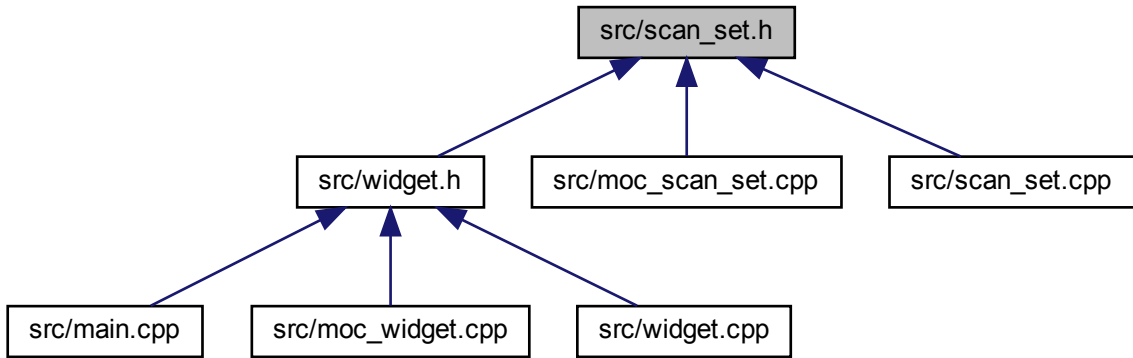 src/scan_set.h
src/widget.h
src/moc_scan_set.cpp
src/scan_set.cpp
src/main.cpp
src/moc_widget.cpp
src/widget.cpp